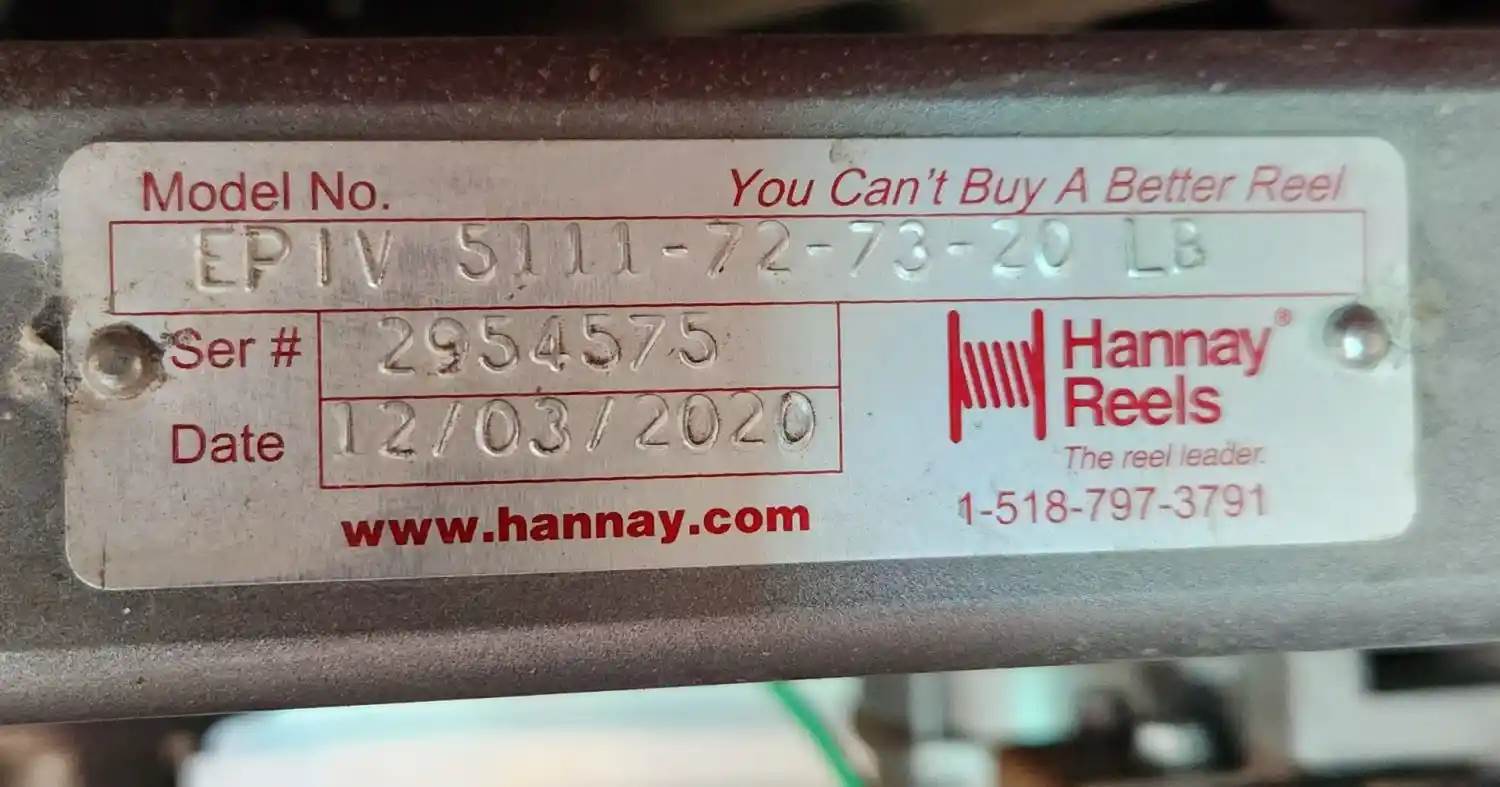 Model No. You Can't Buy A Better Reel
EPIV 5111-72-73-20 LB
Ser # 2954575
Date 12/03/2020
Hannay®
Reels
The reel leader.
www.hannay.com
1-518-797-3791